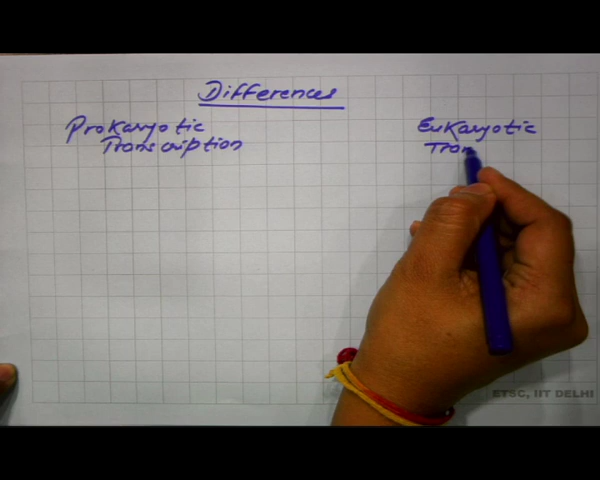 Differences
Prokaryotic
Transcription
Eukaryotic
Tran
ETSC, IIT DELHI